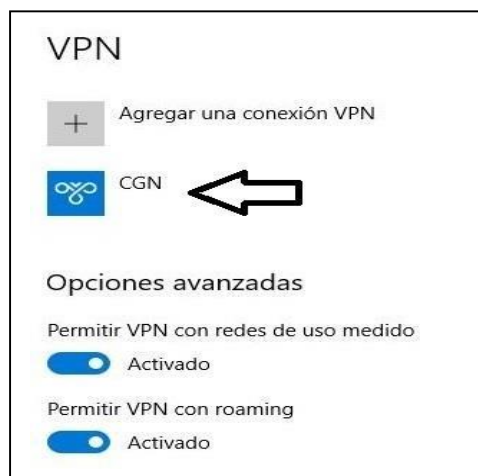 VPN
Agregar una conexión VPN
CGN
Opciones avanzadas
Permitir VPN con redes de uso medido
Activado
Permitir VPN con roaming
Activado